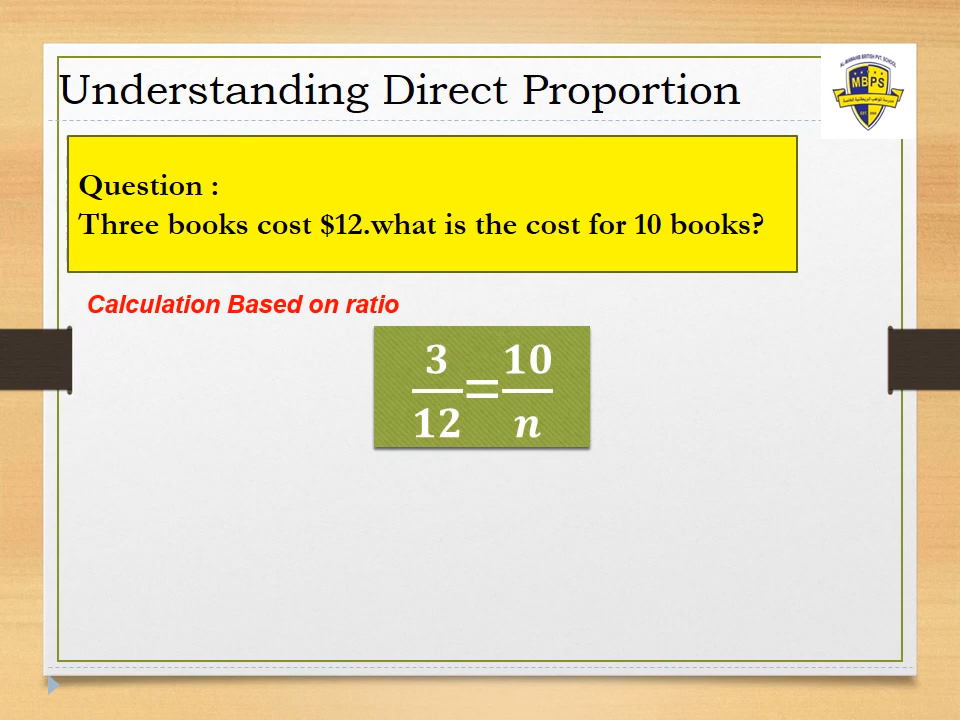 Understanding Direct Proportion
MBPS
Question :
Three books cost $12.what is the cost for 10 books?
Calculation Based on ratio
3/12=10/n